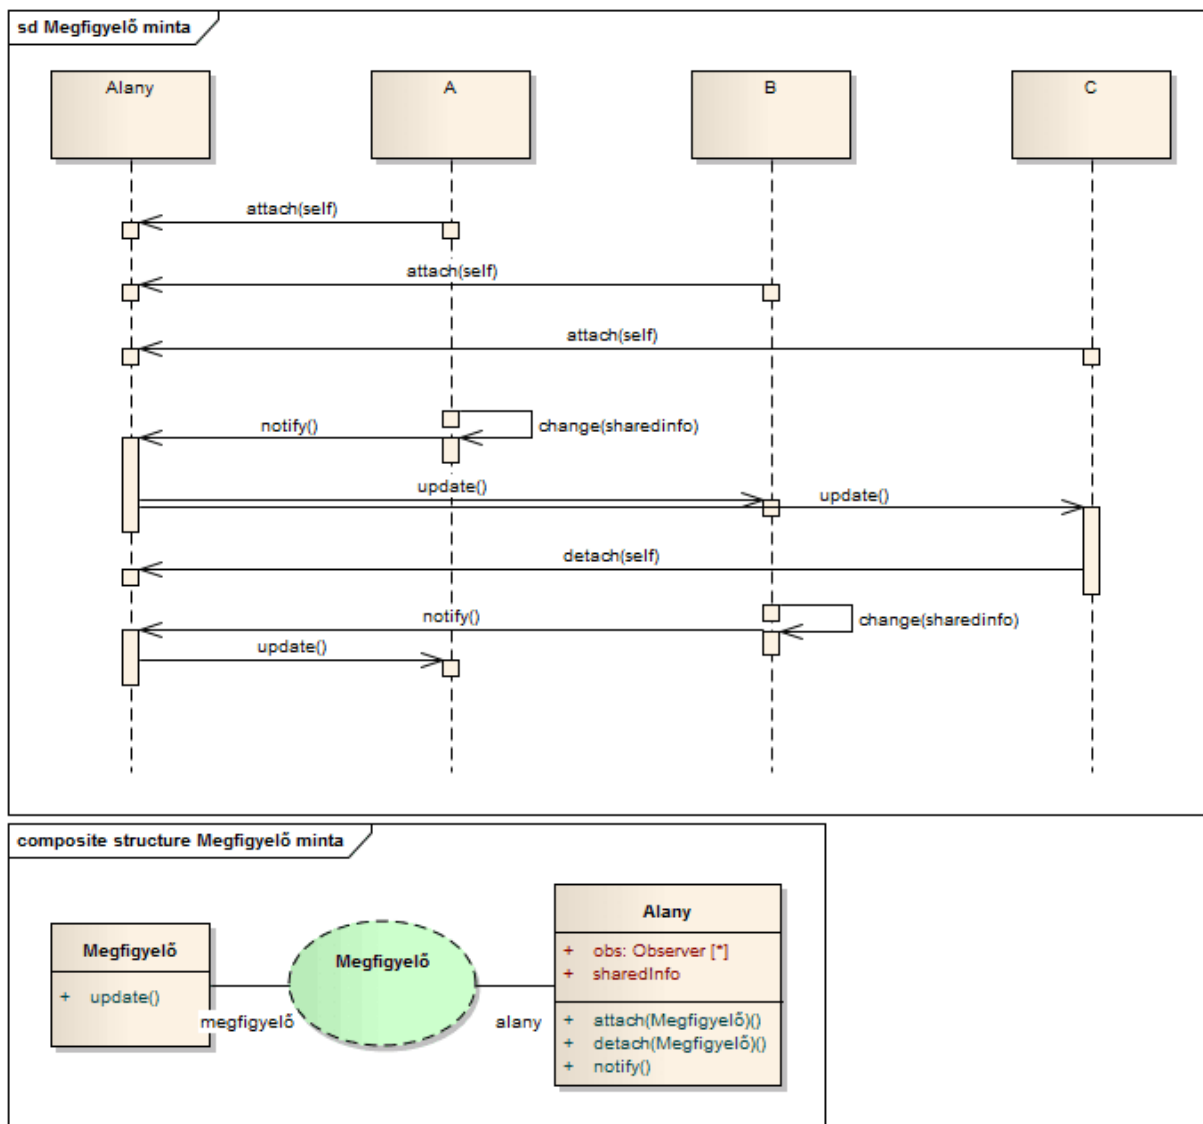 sd Megfigyelő minta
Alany
A
B
C
attach(self)
attach(self)
attach(self)
notify()
change(sharedinfo)
update()
update()
detach(self)
notify()
change(sharedinfo)
update()
composite structure Megfigyelő minta
Megfigyelő
+ update()
megfigyelő
Megfigyelő
alany
Alany
+ obs: Observer [*]
+ sharedInfo
+ attach(Megfigyelő)()
+ detach(Megfigyelő)()
+ notify()